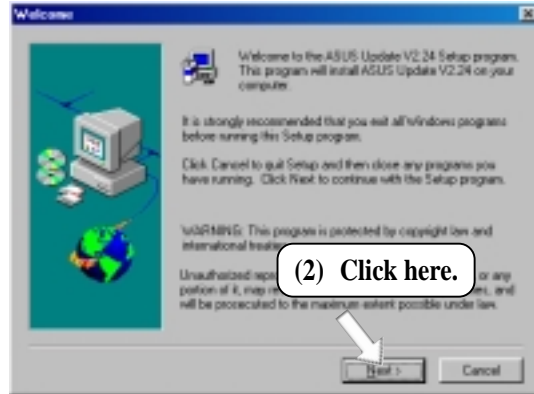 Welcome
Welcome to the ASUS Update V2.24 Setup program.
This program will install ASUS Update V2.24 on your
computer.
It is strongly recommended that you exit all Windows programs
before running this Setup program.
Click Cancel to quit Setup and then close any programs you
have running. Click Next to continue with the Setup program.
WARNING: This program is protected by copyright law and
international
Unauthorized or any
portion of it, may and
will be prosecuted to the maximum extent possible under law.
(2) Click here.
Next >
Cancel